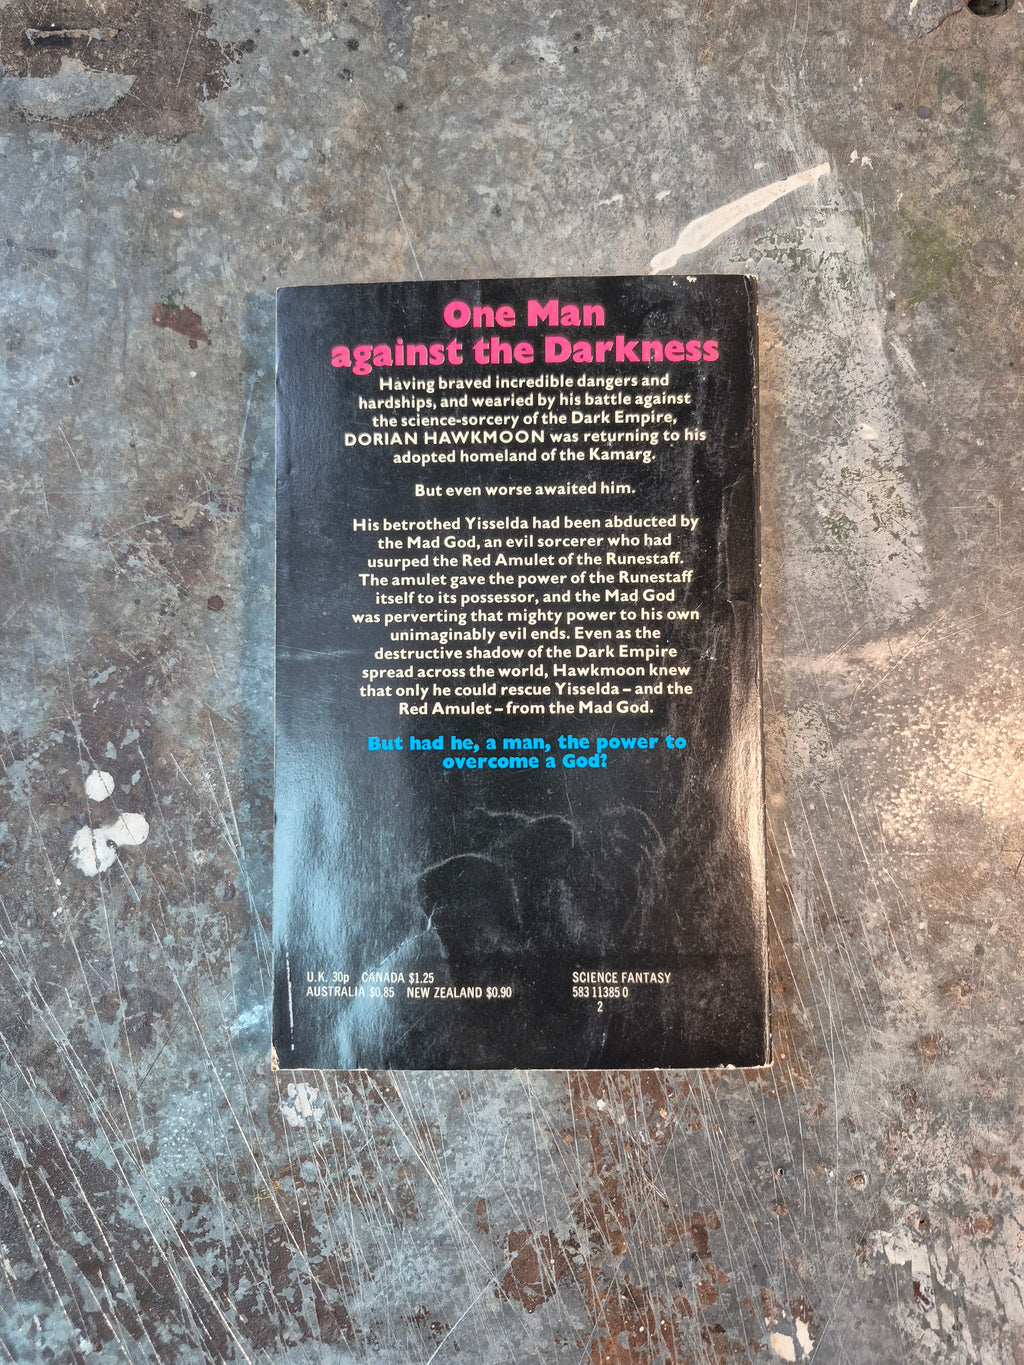 One Man
against the Darkness
Having braved incredible dangers and
hardships, and wearied by his battle against
the science-sorcery of the Dark Empire,
DORIAN HAWKMOON was returning to his
adopted homeland of the Kamarg.
But even worse awaited him.
His betrothed Yisselda had been abducted by
the Mad God, an evil sorcerer who had
usurped the Red Amulet of the Runestaff.
The amulet gave the power of the Runestaff
itself to its possessor, and the Mad God
was perverting that mighty power to his own
unimaginably evil ends. Even as the
destructive shadow of the Dark Empire
spread across the world, Hawkmoon knew
that only he could rescue Yisselda – and the
Red Amulet – from the Mad God.
But had he, a man, the power to
overcome a God?
U.K. 30p CANADA $1.25
AUSTRALIA $0.85 NEW ZEALAND $0.90
SCIENCE FANTASY
583 11385 0
2